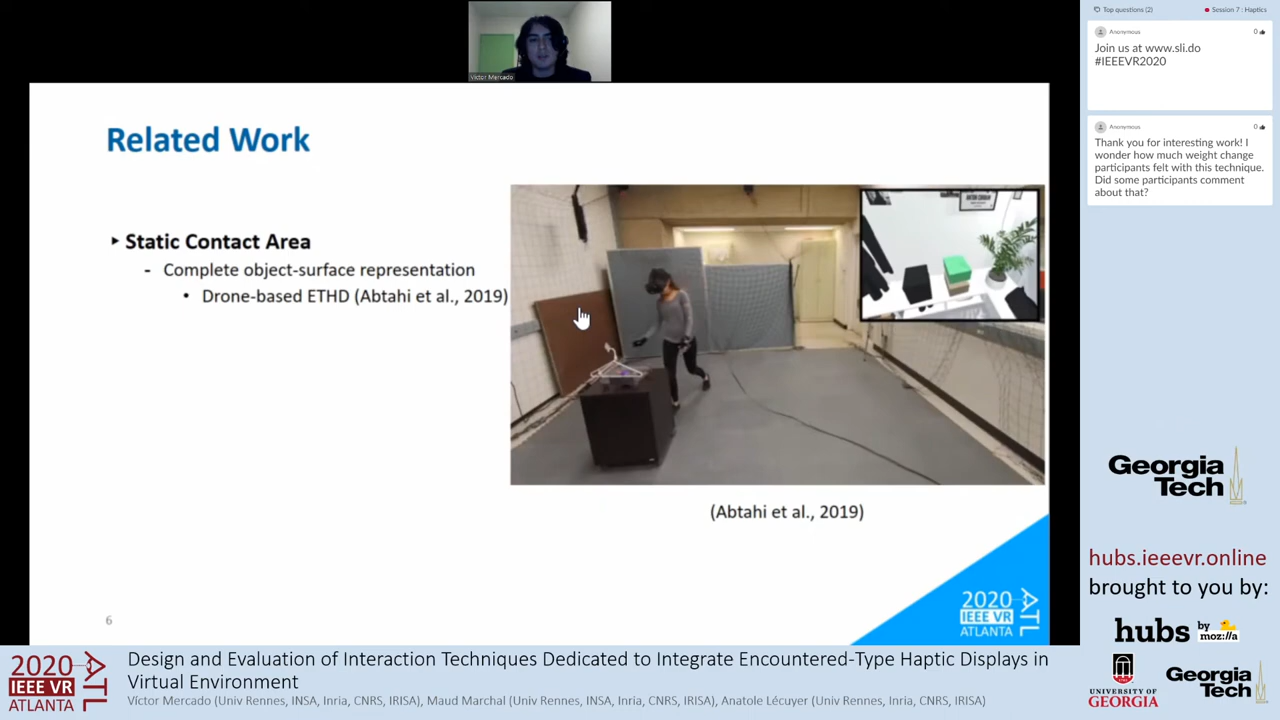 Victor Mercado
Related Work
Static Contact Area
- Complete object-surface representation
• Drone-based ETHD (Abtahi et al., 2019)
(Abtahi et al., 2019)
6
2020
IEEE VR
ATLANTA
ATL
Top questions (2)
Session 7 : Haptics
Anonymous
0
Join us at www.sli.do
#IEEEVR2020
Anonymous
0
Thank you for interesting work! I
wonder how much weight change
participants felt with this technique.
Did some participants comment
about that?
Georgia
Tech
hubs.ieeevr.online
brought to you by:
hubs by
moz://a
UNIVERSITY OF
GEORGIA
Georgia
Tech
2020
IEEE VR
ATLANTA
ATL
Design and Evaluation of Interaction Techniques Dedicated to Integrate Encountered-Type Haptic Displays in
Virtual Environment
Víctor Mercado (Univ Rennes, INSA, Inria, CNRS, IRISA), Maud Marchal (Univ Rennes, INSA, Inria, CNRS, IRISA), Anatole Lécuyer (Univ Rennes, Inria, CNRS, IRISA)